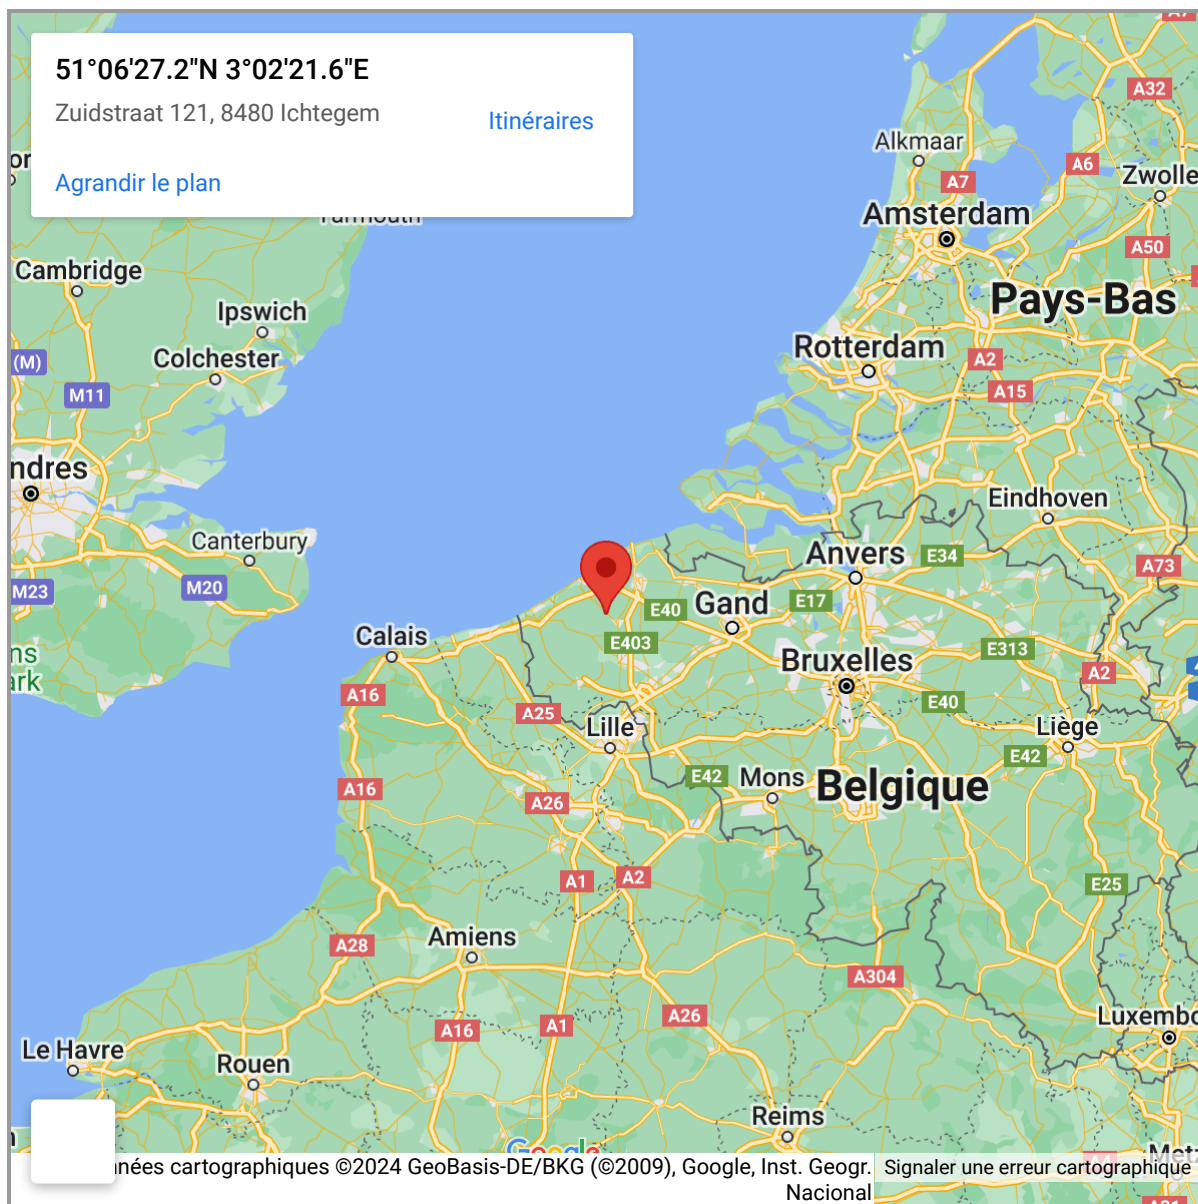 51°06'27.2"N 3°02'21.6"E
Zuidstraat 121, 8480 Ichtegem
Itinéraires
Agrandir le plan
A32
Alkmaar
A6
Zwolle
A7
Amsterdam
A50
Cambridge
Pays-Bas
Ipswich
Rotterdam
Colchester
(M)
A2
M11
A15
ndres
Eindhoven
Canterbury
Anvers
E34
A73
M23
M20
E40
Gand
E17
Calais
E403
E313
ns
ark
Bruxelles
A2
A16
E40
A25
Lille
Liège
E42
E42
Mons
Belgique
A16
A26
A1
A2
E25
Amiens
A28
A304
A26
Luxembo
A16
A1
Le Havre
Rouen
Reims
Google
nées cartographiques ©2024 GeoBasis-DE/BKG (©2009), Google, Inst. Geogr.
Nacional
Signaler une erreur cartographique